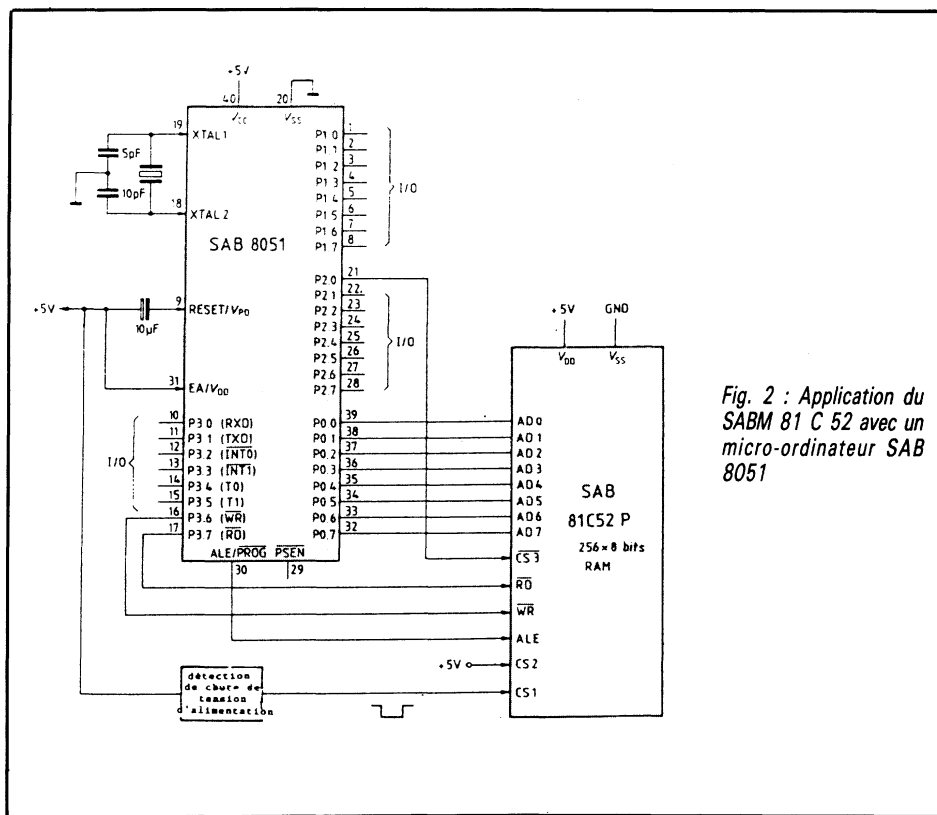 +5V
40
20
VCC
VSS
19
XTAL1
5pF
10pF
18
XTAL2
SAB 8051
P1.0 1
P1.1 2
P1.2 3
P1.3 4
P1.4 5
P1.5 6
P1.6 7
P1.7 8
I/O
P2.0 21
P2.1 22
P2.2 23
P2.3 24
P2.4 25
P2.5 26
P2.6 27
P2.7 28
I/O
+5V
10µF
9
RESET/VPD
31
EA/VDD
10 P3.0 (RXD)
11 P3.1 (TXD)
12 P3.2 (INT0)
13 P3.3 (INT1)
14 P3.4 (T0)
15 P3.5 (T1)
16 P3.6 (WR)
17 P3.7 (RD)
I/O
P0.0 39
P0.1 38
P0.2 37
P0.3 36
P0.4 35
P0.5 34
P0.6 33
P0.7 32
ALE/PROG PSEN
30
29
+5V GND
VDD VSS
AD0
AD1
AD2
AD3
AD4
AD5
AD6
AD7
CS3
RD
WR
ALE
CS2
CS1
SAB
81C52 P
256×8 bits
RAM
+5V
détection
de chute de
tension
d'alimentation
Fig. 2 : Application du
SABM 81 C 52 avec un
micro-ordinateur SAB
8051